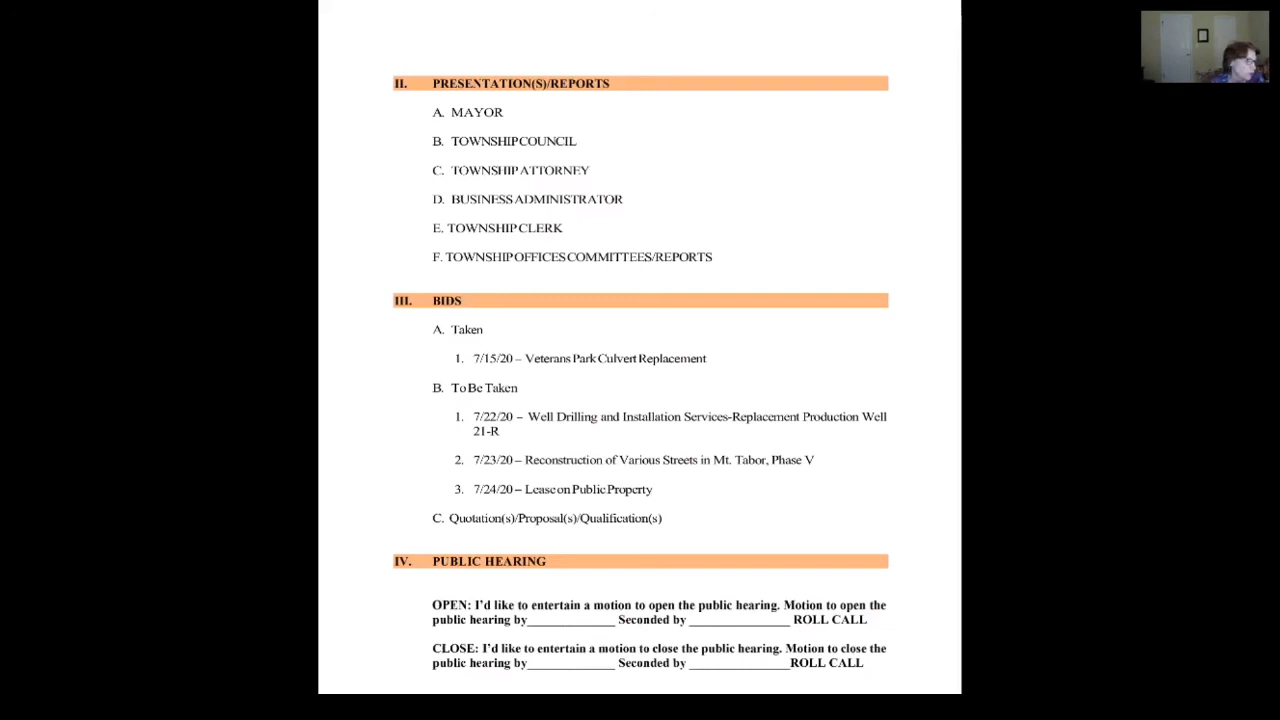 II. PRESENTATION(S)/REPORTS
A. MAYOR
B. TOWNSHIP COUNCIL
C. TOWNSHIP ATTORNEY
D. BUSINESS ADMINISTRATOR
E. TOWNSHIP CLERK
F. TOWNSHIP OFFICES COMMITTEES/REPORTS
III. BIDS
A. Taken
1. 7/15/20 – Veterans Park Culvert Replacement
B. To Be Taken
1. 7/22/20 – Well Drilling and Installation Services-Replacement Production Well
21-R
2. 7/23/20 – Reconstruction of Various Streets in Mt. Tabor, Phase V
3. 7/24/20 – Lease on Public Property
C. Quotation(s)/Proposal(s)/Qualification(s)
IV. PUBLIC HEARING
OPEN: I'd like to entertain a motion to open the public hearing. Motion to open the
public hearing by______________ Seconded by ________________ ROLL CALL
CLOSE: I'd like to entertain a motion to close the public hearing. Motion to close the
public hearing by______________ Seconded by ________________ROLL CALL